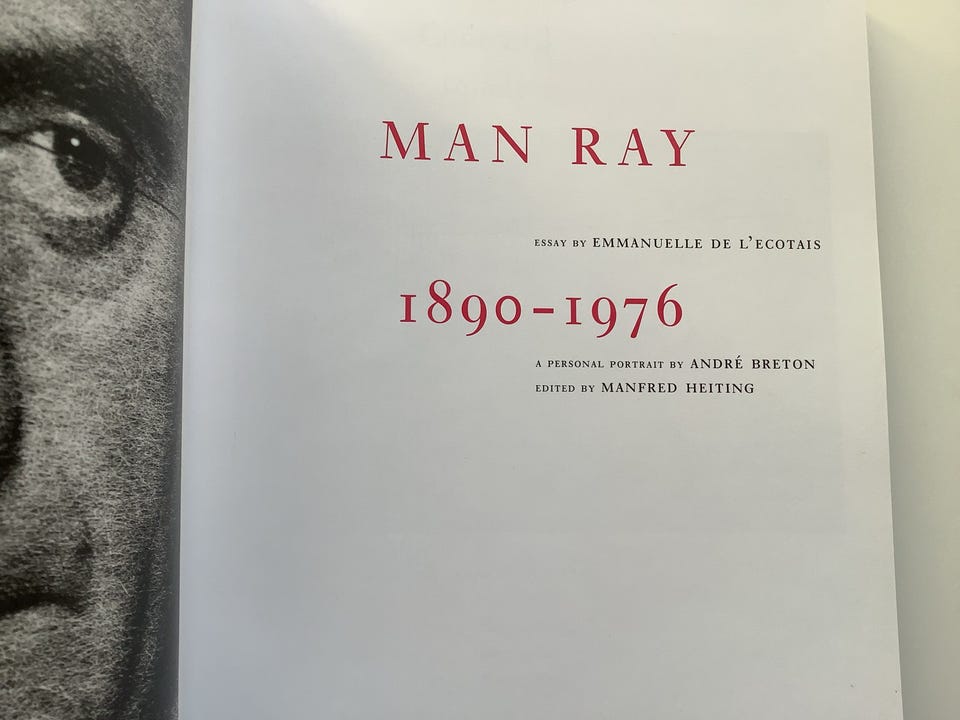 MAN RAY
ESSAY BY EMMANUELLE DE L'ECOTAIS
1890-1976
A PERSONAL PORTRAIT BY ANDRÉ BRETON
EDITED BY MANFRED HEITING